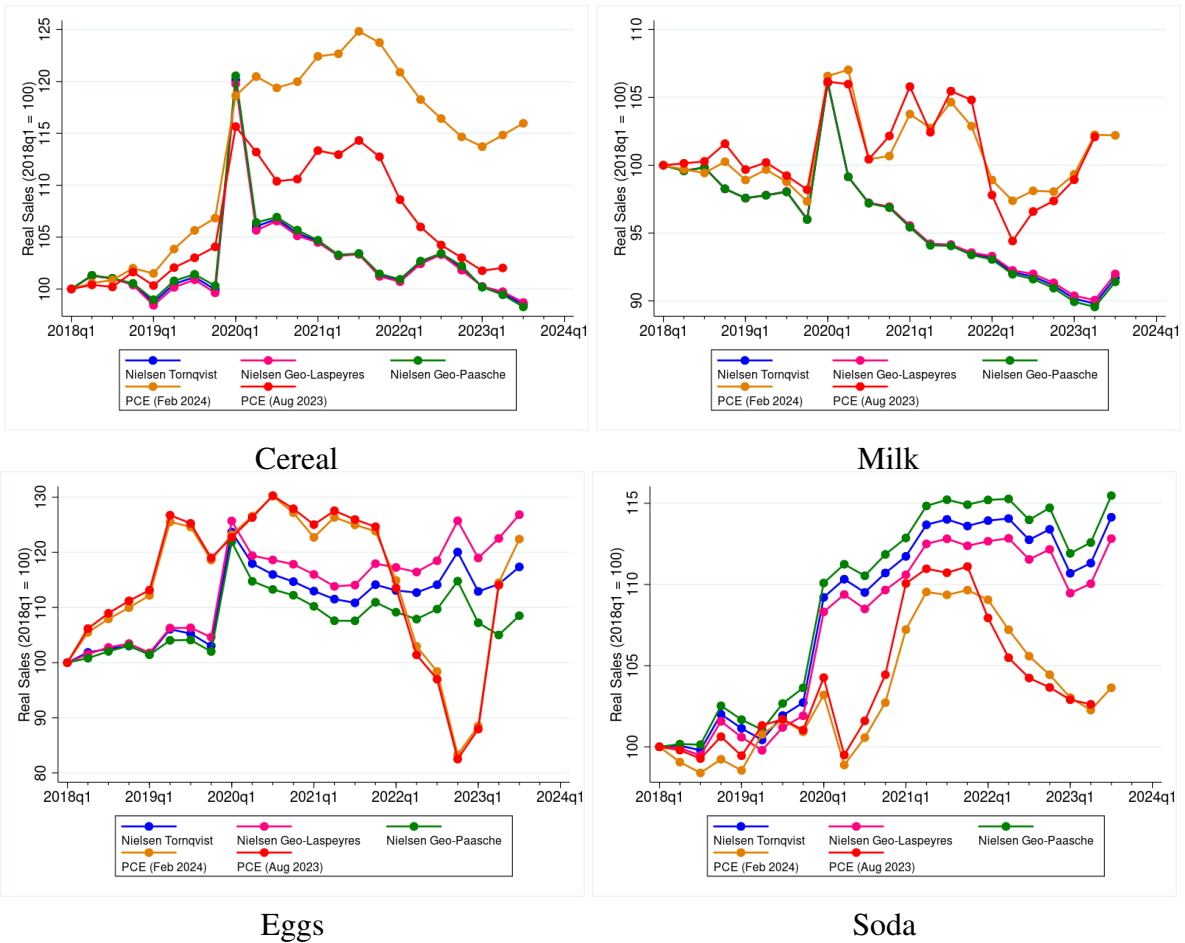 Real Sales (2018q1 = 100)
125
120
115
110
105
100
2018q1 2019q1 2020q1 2021q1 2022q1 2023q1 2024q1
Nielsen Tornqvist Nielsen Geo-Laspeyres Nielsen Geo-Paasche
PCE (Feb 2024) PCE (Aug 2023)
Cereal
Real Sales (2018q1 = 100)
110
105
100
95
90
2018q1 2019q1 2020q1 2021q1 2022q1 2023q1 2024q1
Nielsen Tornqvist Nielsen Geo-Laspeyres Nielsen Geo-Paasche
PCE (Feb 2024) PCE (Aug 2023)
Milk
Real Sales (2018q1 = 100)
130
120
110
100
90
80
2018q1 2019q1 2020q1 2021q1 2022q1 2023q1 2024q1
Nielsen Tornqvist Nielsen Geo-Laspeyres Nielsen Geo-Paasche
PCE (Feb 2024) PCE (Aug 2023)
Eggs
Real Sales (2018q1 = 100)
115
110
105
100
2018q1 2019q1 2020q1 2021q1 2022q1 2023q1 2024q1
Nielsen Tornqvist Nielsen Geo-Laspeyres Nielsen Geo-Paasche
PCE (Feb 2024) PCE (Aug 2023)
Soda